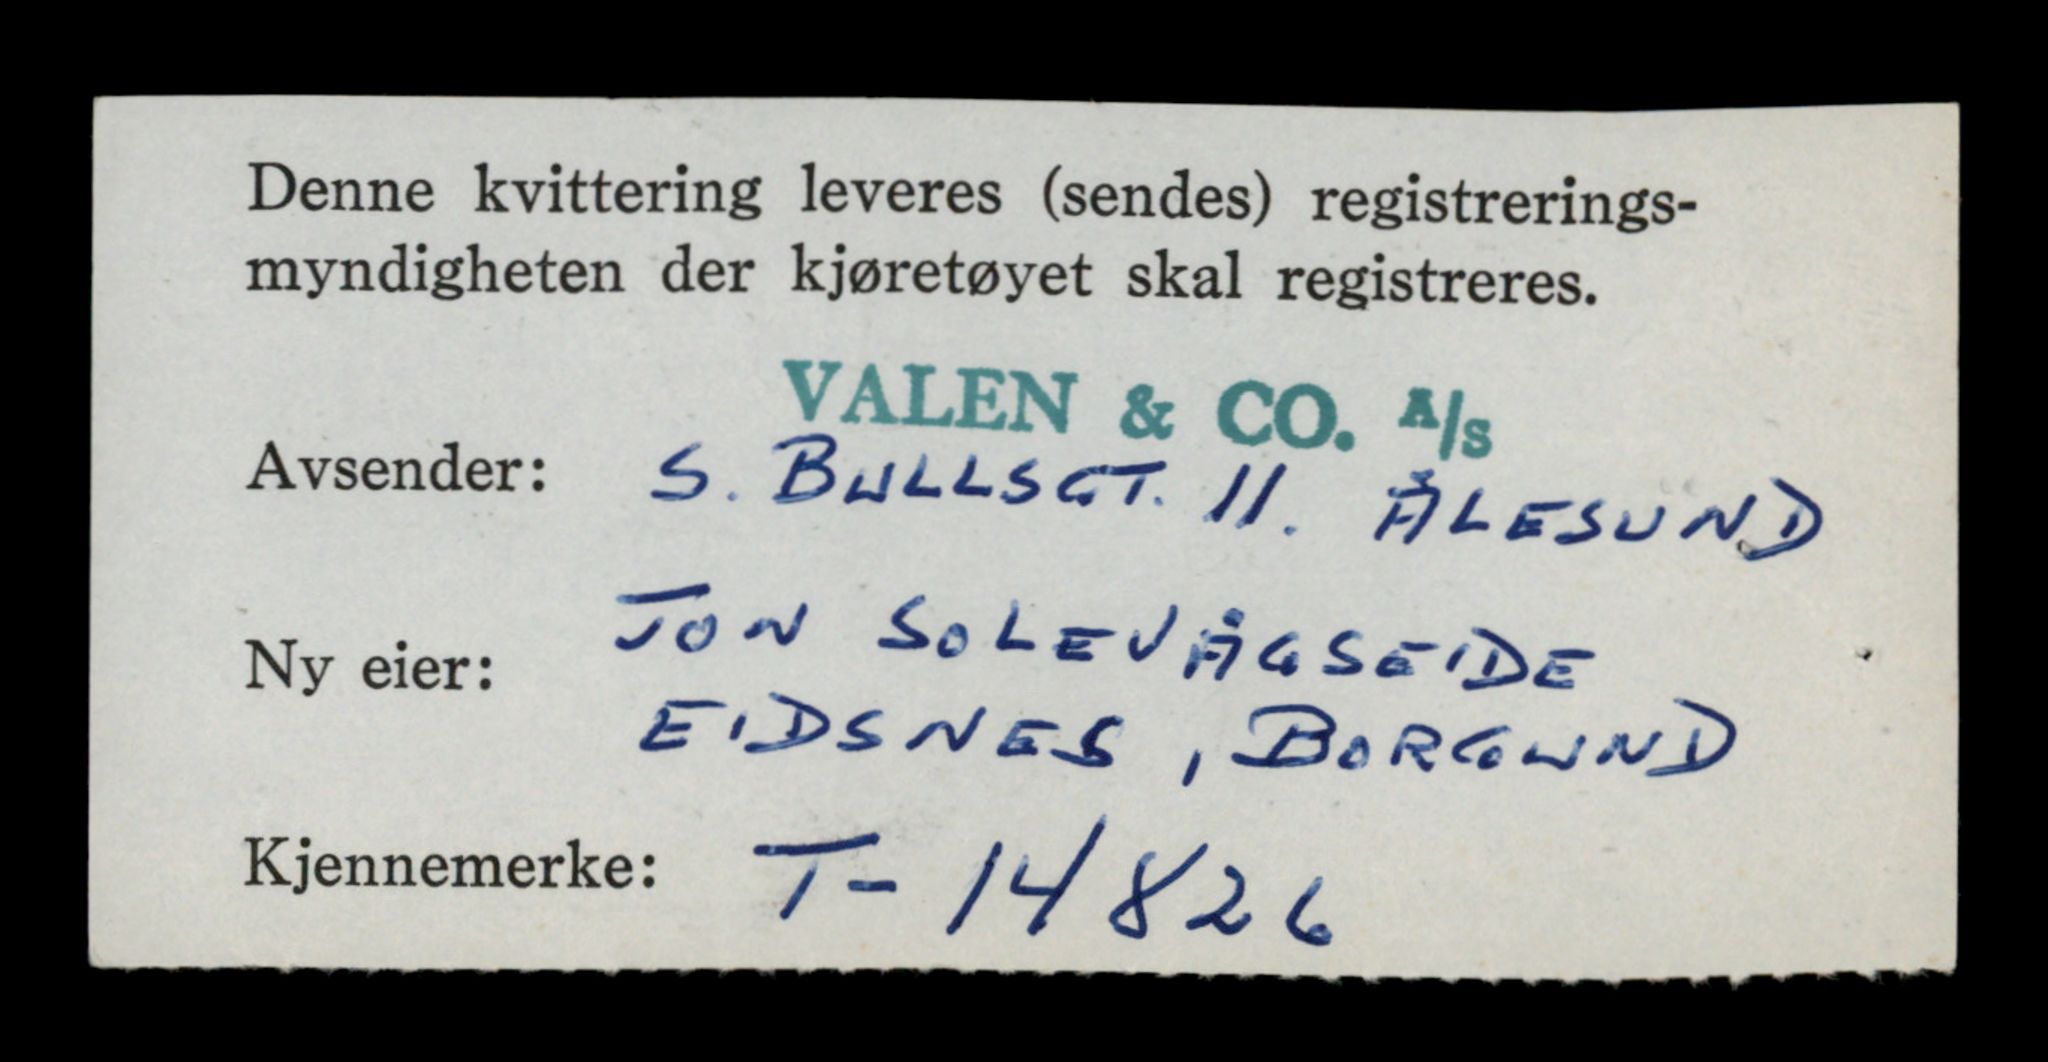 Denne kvittering leveres (sendes) registrerings-
myndigheten der kjøretøyet skal registreres.
VALEN & CO. A/S
Avsender: S. BULLSGT. 11. ÅLESUND
Ny eier: JON SOLEVÅGSEIDE
EIDSNES, BORGUND
Kjennemerke: T-14826